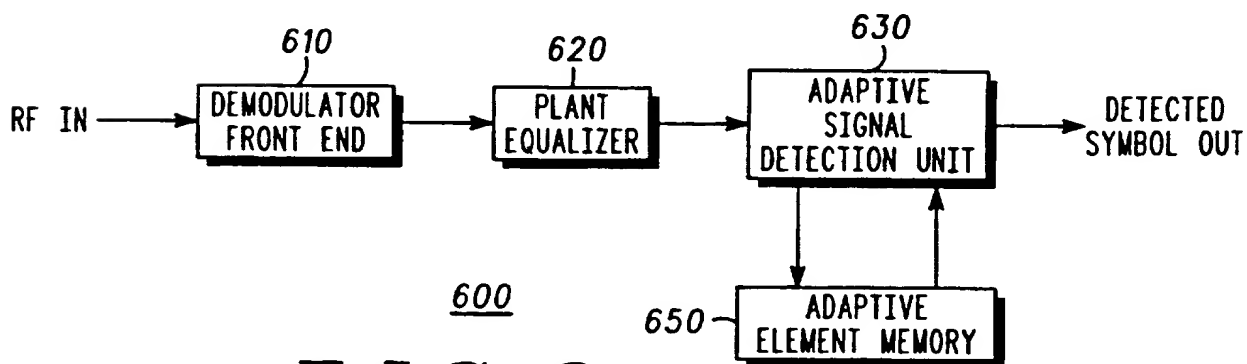 610
620
630
RF IN
DEMODULATOR
FRONT END
PLANT
EQUALIZER
ADAPTIVE
SIGNAL
DETECTION UNIT
DETECTED
SYMBOL OUT
600
650
ADAPTIVE
ELEMENT MEMORY